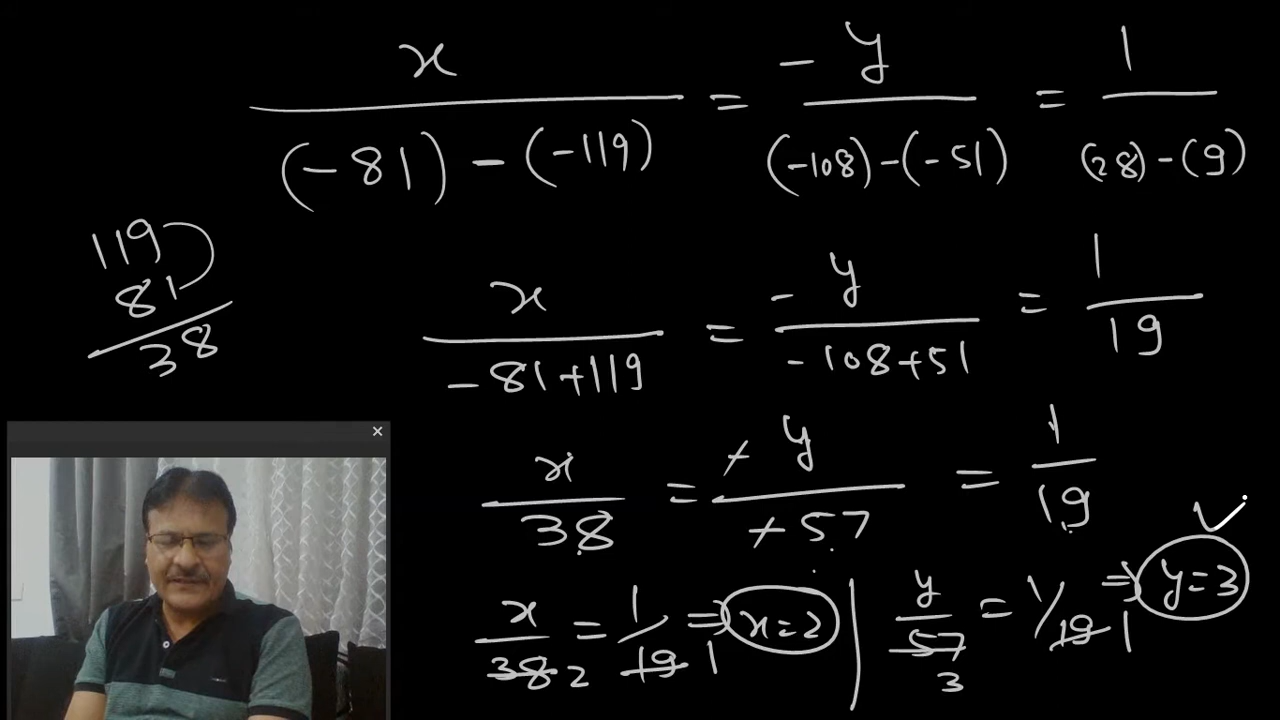 x/((-81) - (-119)) = -y/((-108) - (-51)) = 1/((28) - (9))
119
81
38
x/(-81+119) = -y/(-108+51) = 1/19
x/38 = -y/-57 = 1/19
x/38 2 = 1/19 1 ⇒ x=2 | y/57 3 = 1/19 1 ⇒ y=3 ✓